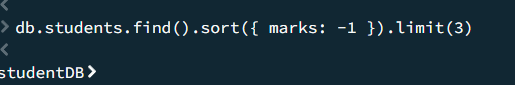 > db.students.find().sort({ marks: -1 }).limit(3)
<
studentDB>